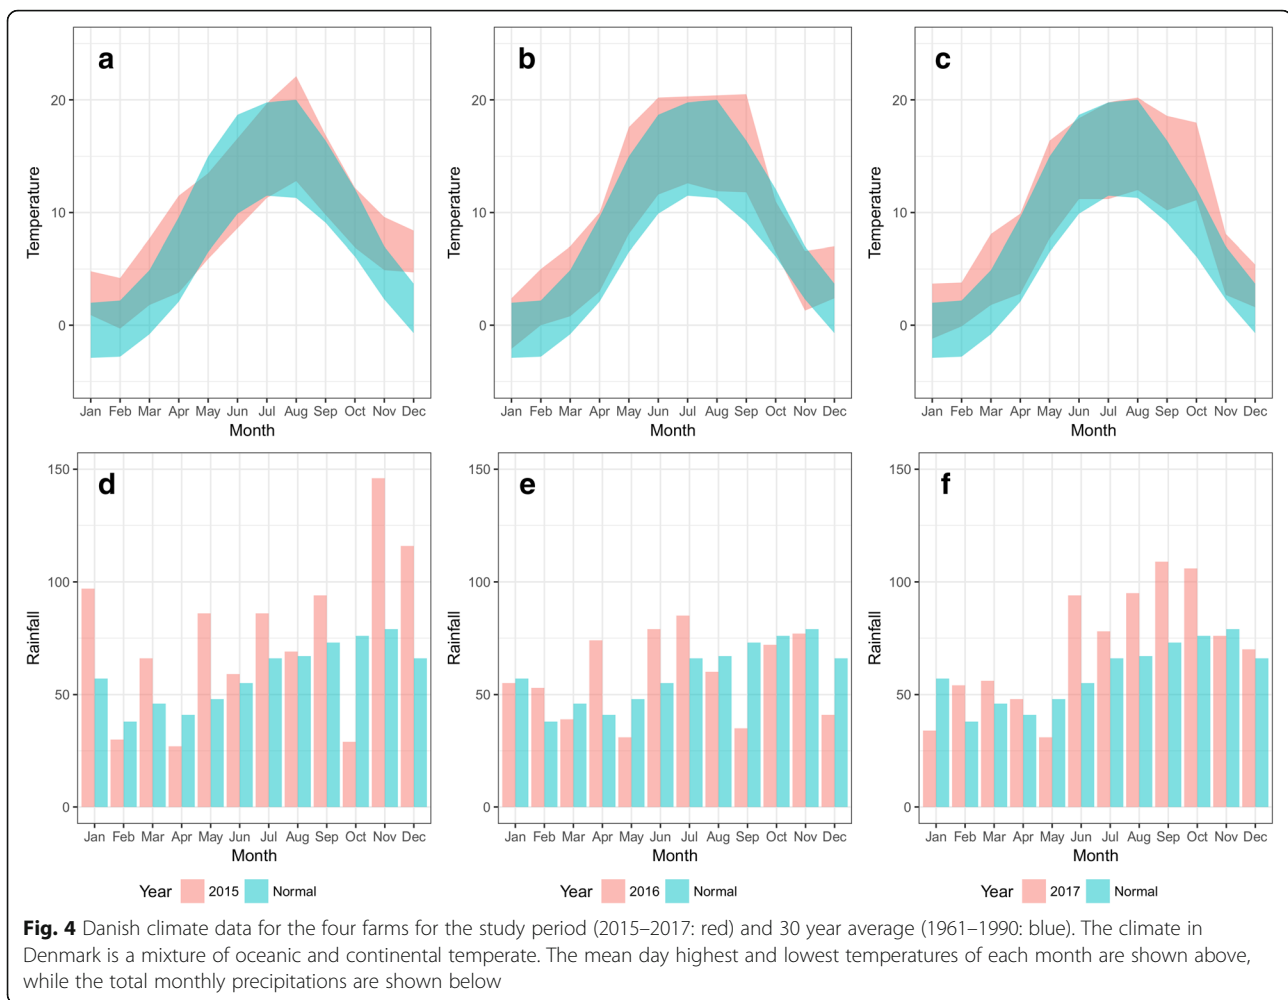 a
b
c
Temperature
20
10
0
Jan Feb Mar Apr May Jun Jul Aug Sep Oct Nov Dec
Month
Temperature
20
10
0
Jan Feb Mar Apr May Jun Jul Aug Sep Oct Nov Dec
Month
Temperature
20
10
0
Jan Feb Mar Apr May Jun Jul Aug Sep Oct Nov Dec
Month
d
e
f
Rainfall
150
100
50
0
Jan Feb Mar Apr May Jun Jul Aug Sep Oct Nov Dec
Month
Year 2015 Normal
Rainfall
150
100
50
0
Jan Feb Mar Apr May Jun Jul Aug Sep Oct Nov Dec
Month
Year 2016 Normal
Rainfall
150
100
50
0
Jan Feb Mar Apr May Jun Jul Aug Sep Oct Nov Dec
Month
Year 2017 Normal
Fig. 4 Danish climate data for the four farms for the study period (2015–2017: red) and 30 year average (1961–1990: blue). The climate in
Denmark is a mixture of oceanic and continental temperate. The mean day highest and lowest temperatures of each month are shown above,
while the total monthly precipitations are shown below